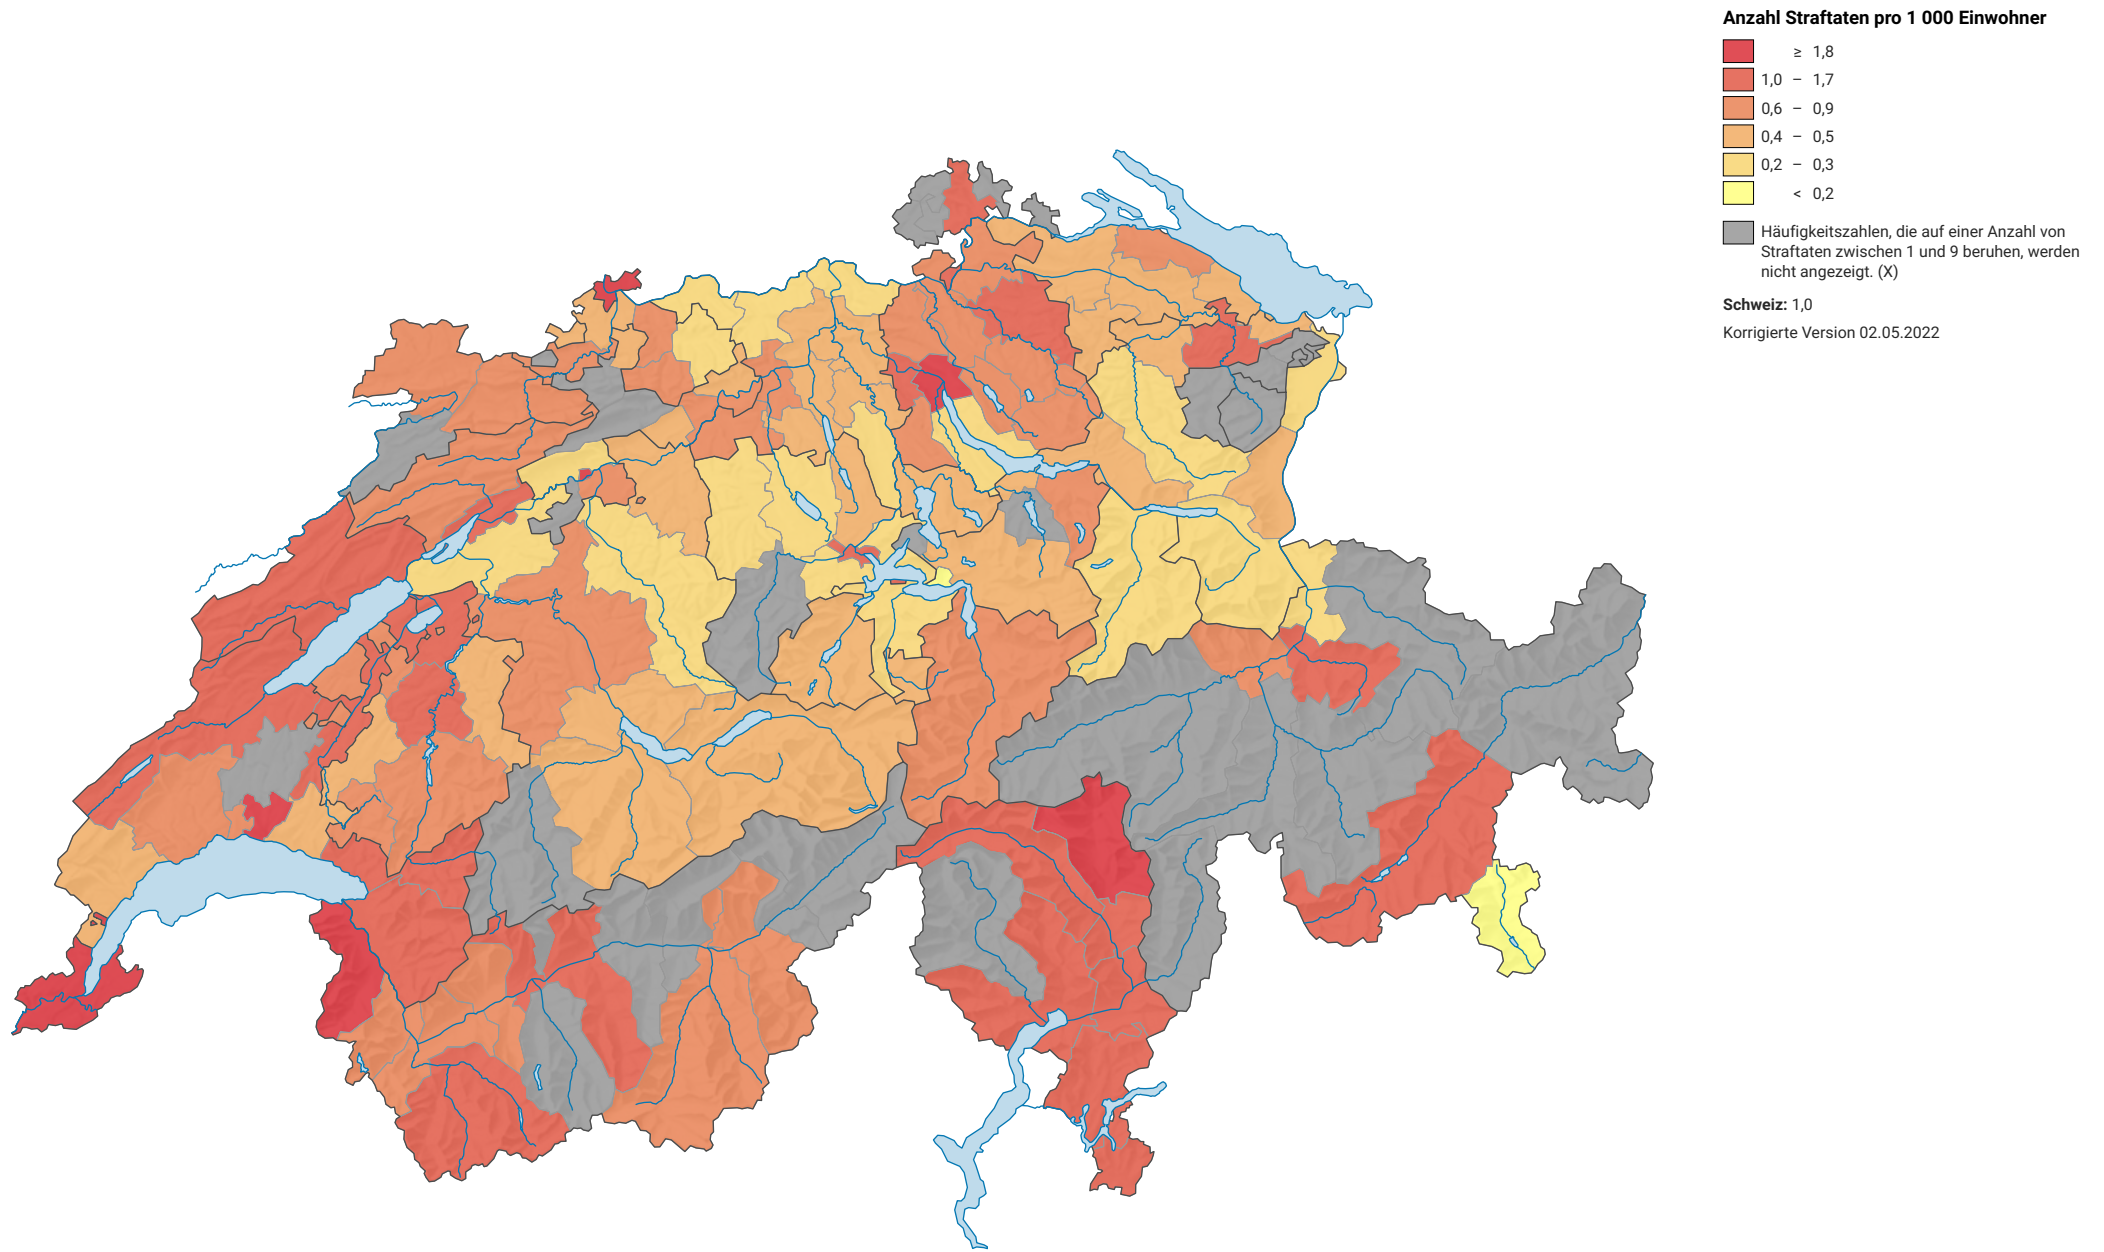 Anzahl Straftaten pro 1 000 Einwohner
≥ 1,8
1,0 – 1,7
0,6 – 0,9
0,4 – 0,5
0,2 – 0,3
< 0,2
Häufigkeitszahlen, die auf einer Anzahl von
Straftaten zwischen 1 und 9 beruhen, werden
nicht angezeigt. (X)
Schweiz: 1,0
Korrigierte Version 02.05.2022